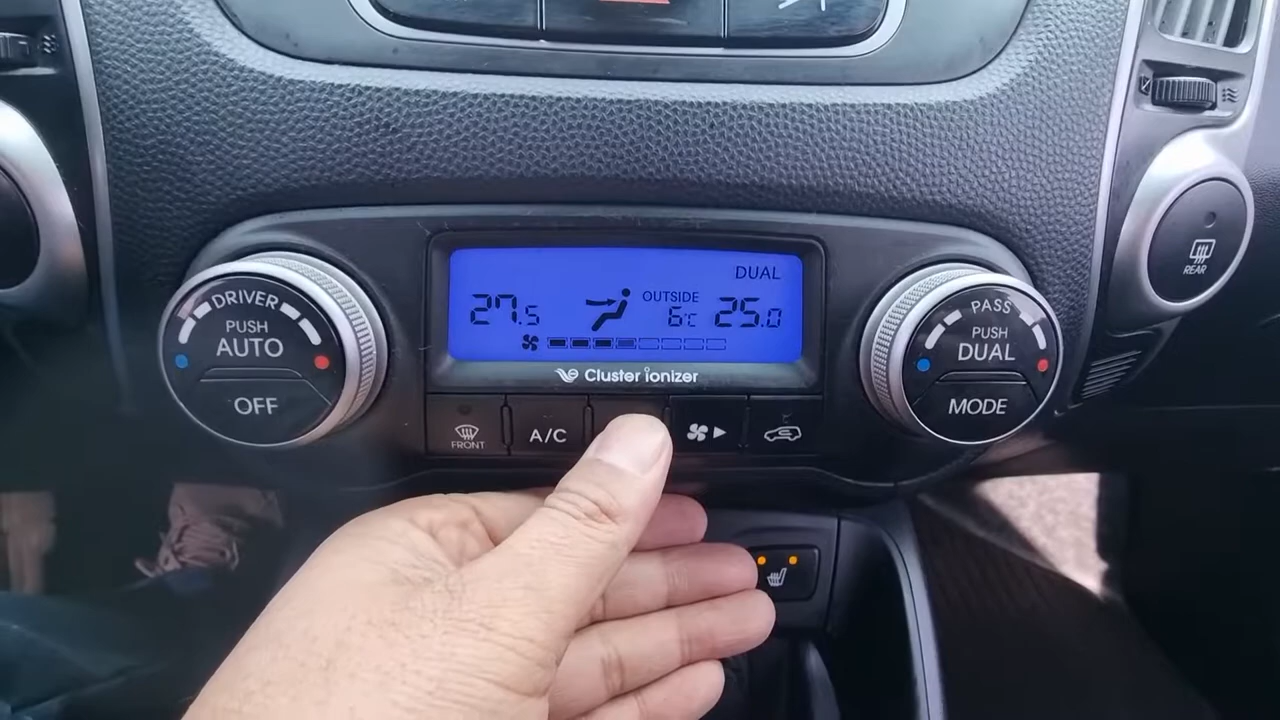 DUAL
27.5
OUTSIDE
6°C
25.0
Cluster ionizer
DRIVER
PUSH
AUTO
OFF
FRONT
A/C
PASS
PUSH
DUAL
MODE
REAR